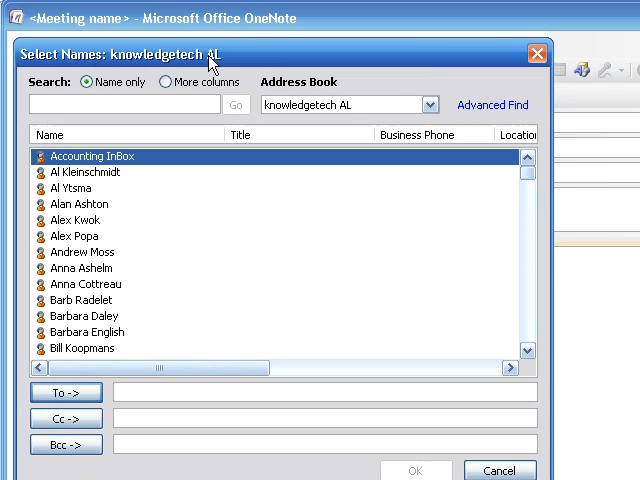 <Meeting name> - Microsoft Office OneNote
Select Names: knowledgetech AL
Search: Name only More columns Address Book
Go knowledgetech AL Advanced Find
Name Title Business Phone Location
Accounting InBox
Al Kleinschmidt
Al Ytsma
Alan Ashton
Alex Kwok
Alex Popa
Andrew Moss
Anna Ashelm
Anna Cottreau
Barb Radelet
Barbara Daley
Barbara English
Bill Koopmans
To ->
Cc ->
Bcc ->
OK Cancel